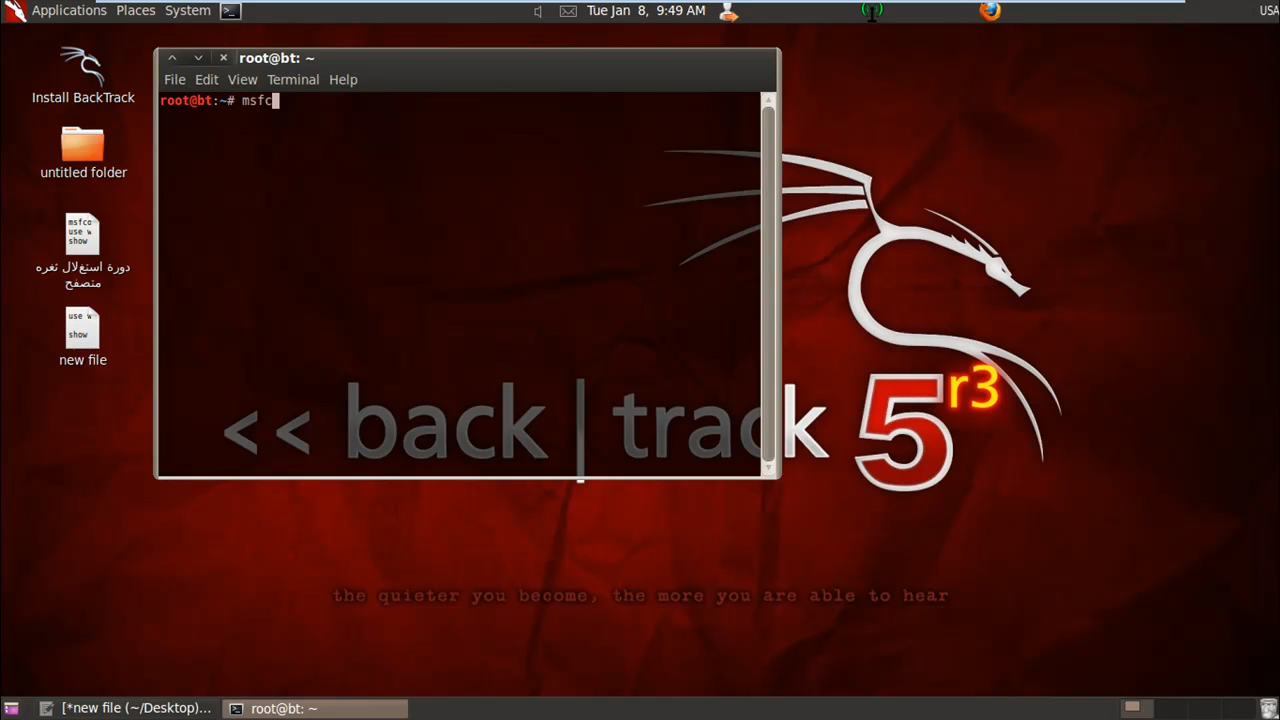 Applications Places System
Tue Jan 8, 9:49 AM
USA
Install BackTrack
untitled folder
msfco
use w
show
دورة استغلال ثغره
متصفح
use w
show
new file
root@bt: ~
File Edit View Terminal Help
root@bt:~# msfc
<< back | track 5 r3
the quieter you become, the more you are able to hear
[*new file (~/Desktop)...
root@bt: ~